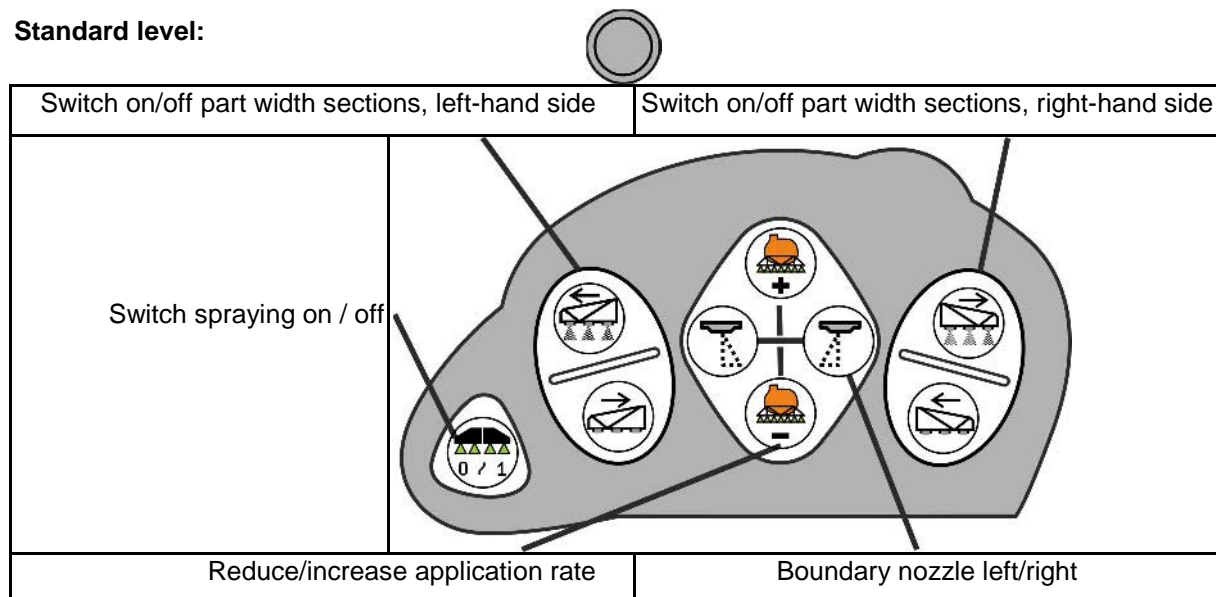 Standard level:
Switch on/off part width sections, left-hand side
Switch on/off part width sections, right-hand side
Switch spraying on / off
+
-
0 / 1
Reduce/increase application rate
Boundary nozzle left/right